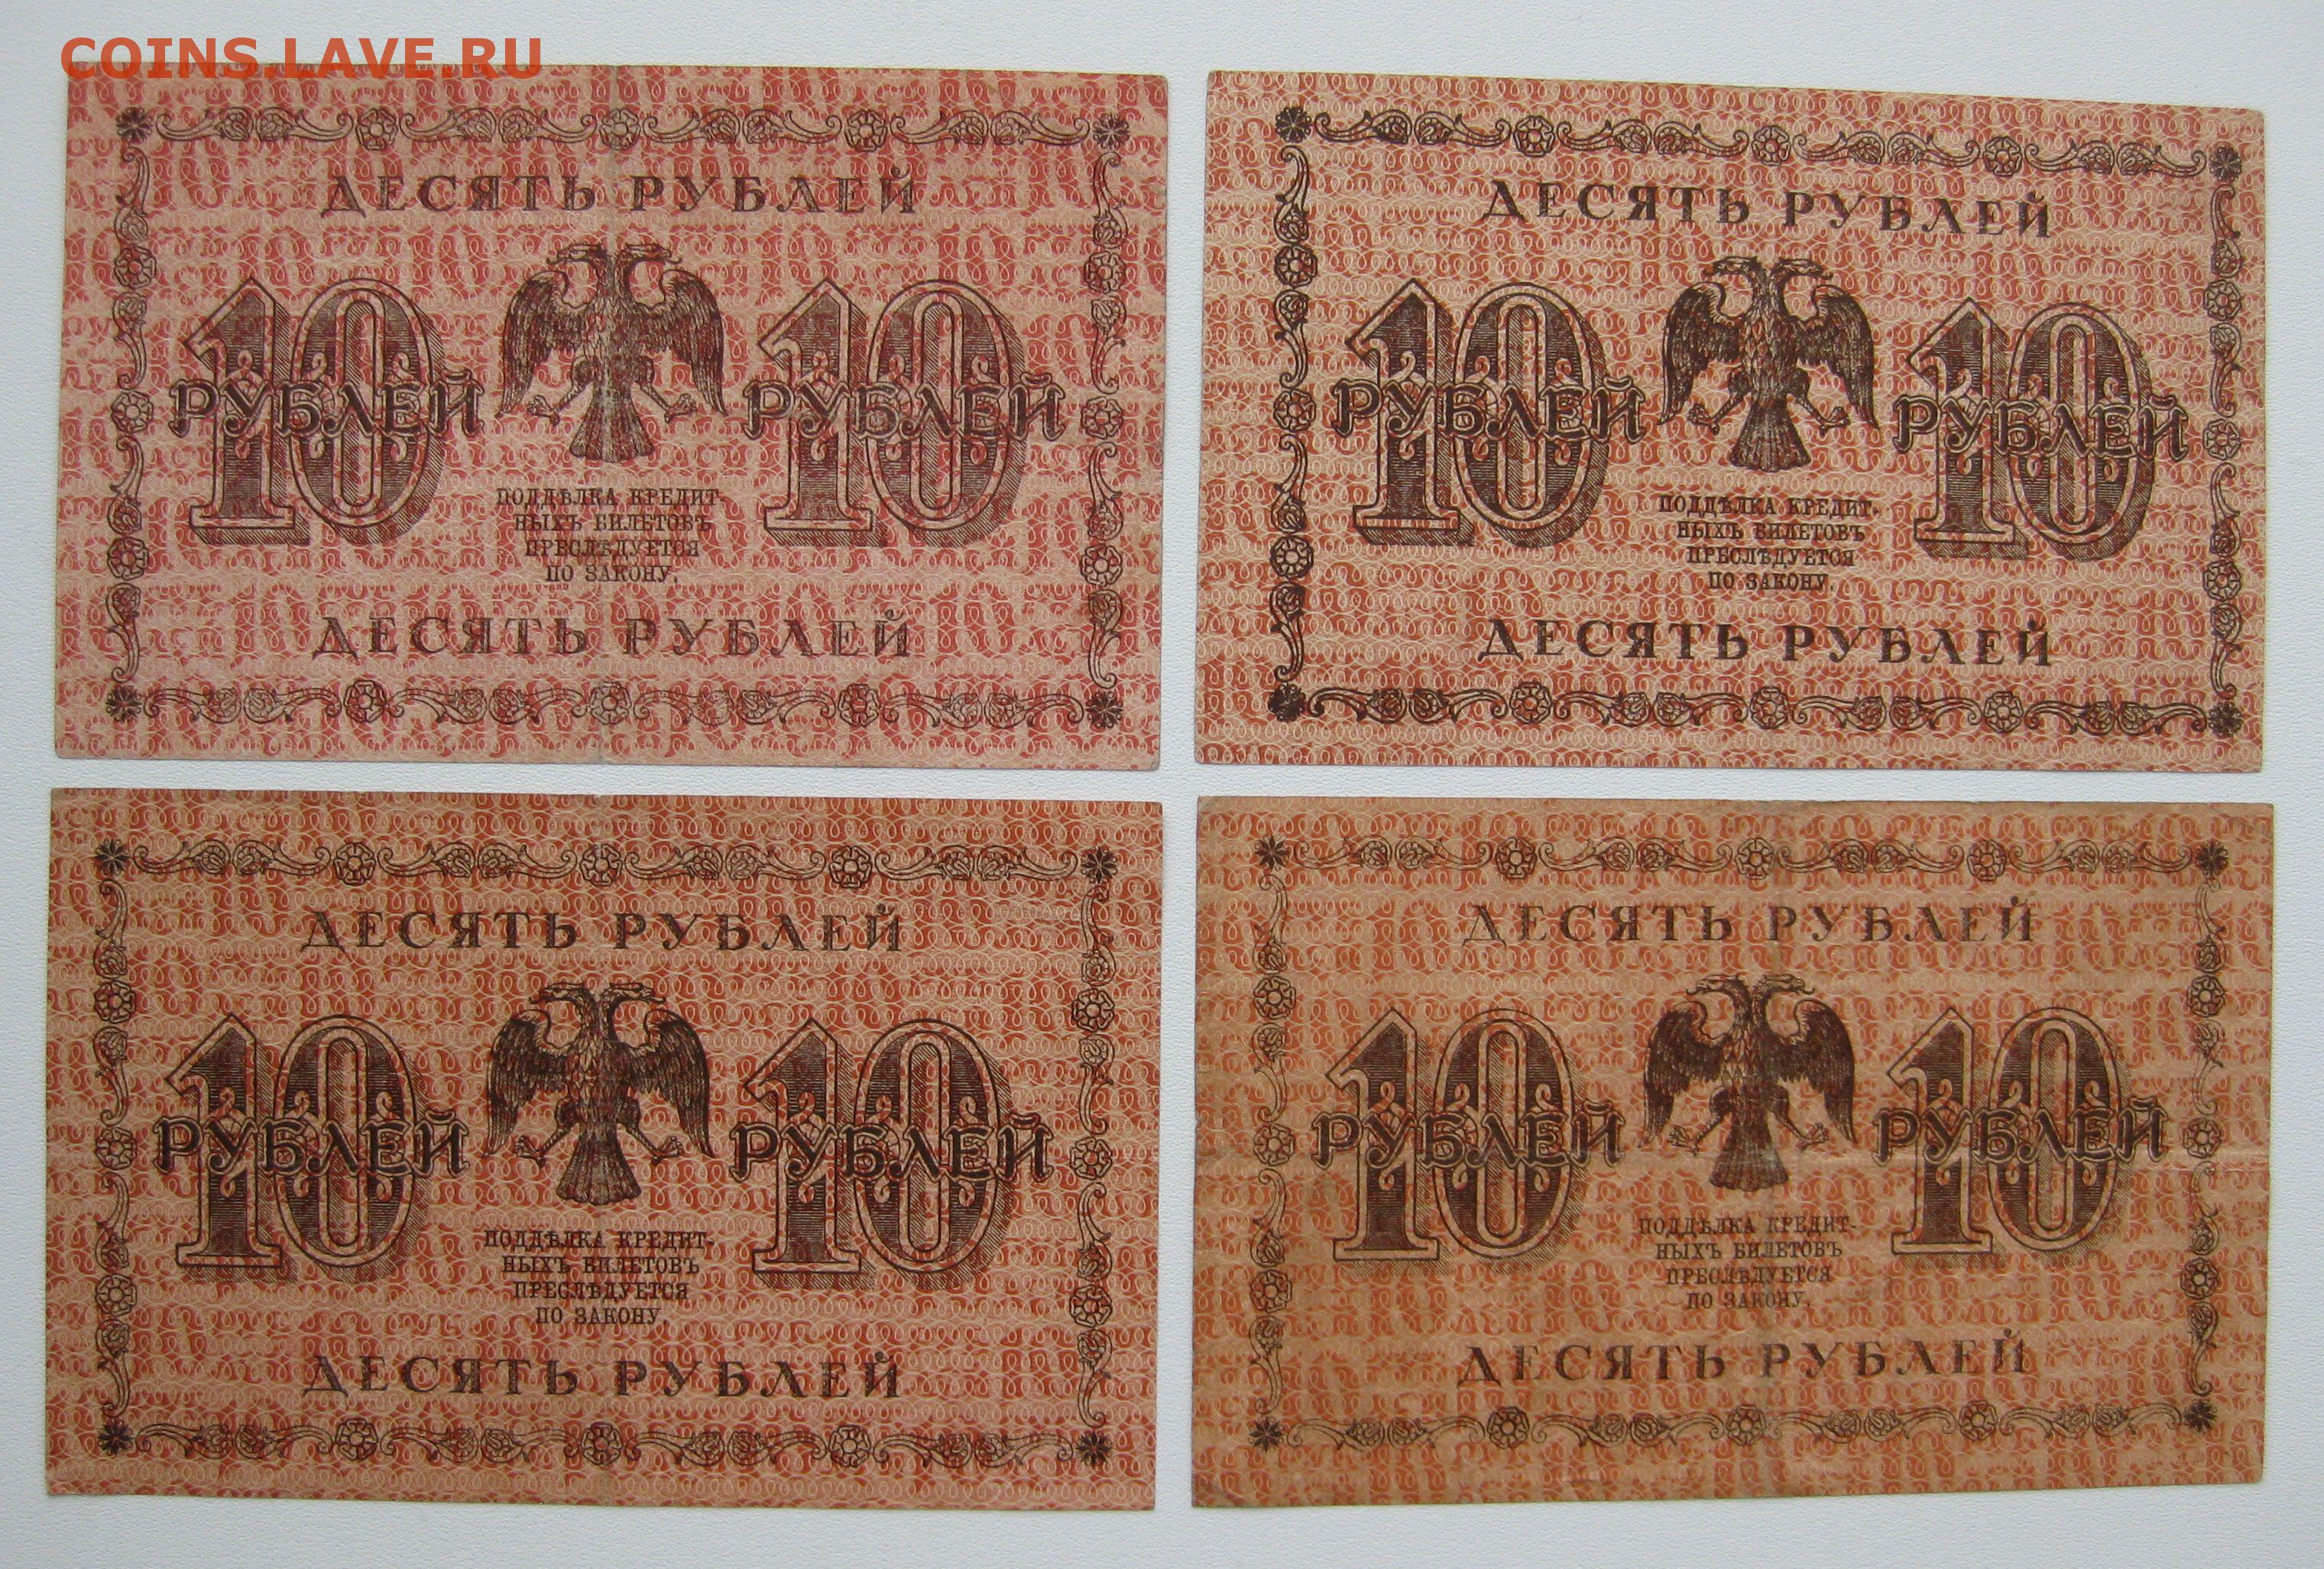 COINS.LAVE.RU
ДЕСЯТЬ РУБЛЕЙ
10 10
РУБЛЕЙ РУБЛЕЙ
ПОДДѢЛКА КРЕДИТ-
НЫХЪ БИЛЕТОВЪ
ПРЕСЛѢДУЕТСЯ
ПО ЗАКОНУ.
ДЕСЯТЬ РУБЛЕЙ
ДЕСЯТЬ РУБЛЕЙ
10 10
РУБЛЕЙ РУБЛЕЙ
ПОДДѢЛКА КРЕДИТ-
НЫХЪ БИЛЕТОВЪ
ПРЕСЛѢДУЕТСЯ
ПО ЗАКОНУ.
ДЕСЯТЬ РУБЛЕЙ
ДЕСЯТЬ РУБЛЕЙ
10 10
РУБЛЕЙ РУБЛЕЙ
ПОДДѢЛКА КРЕДИТ-
НЫХЪ БИЛЕТОВЪ
ПРЕСЛѢДУЕТСЯ
ПО ЗАКОНУ.
ДЕСЯТЬ РУБЛЕЙ
ДЕСЯТЬ РУБЛЕЙ
10 10
РУБЛЕЙ РУБЛЕЙ
ПОДДѢЛКА КРЕДИТ-
НЫХЪ БИЛЕТОВЪ
ПРЕСЛѢДУЕТСЯ
ПО ЗАКОНУ.
ДЕСЯТЬ РУБЛЕЙ